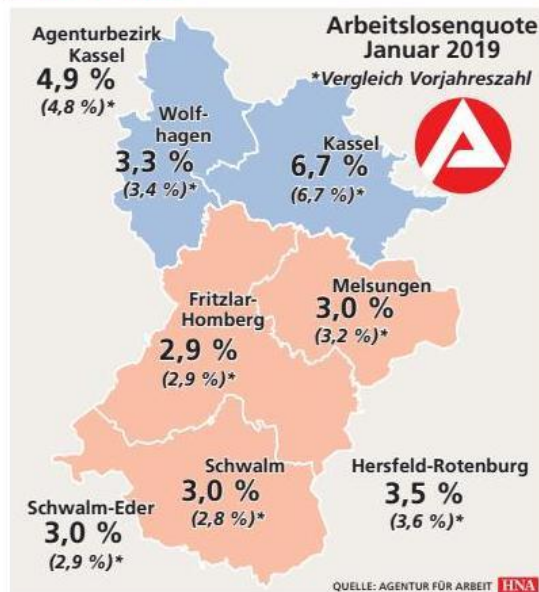 Arbeitslosenquote
Januar 2019
*Vergleich Vorjahreszahl
Agenturbezirk
Kassel
4,9 %
(4,8 %)*
Wolf-
hagen
3,3 %
(3,4 %)*
Kassel
6,7 %
(6,7 %)*
Fritzlar-
Homberg
2,9 %
(2,9 %)*
Melsungen
3,0 %
(3,2 %)*
Schwalm
3,0 %
(2,8 %)*
Schwalm-Eder
3,0 %
(2,9 %)*
Hersfeld-Rotenburg
3,5 %
(3,6 %)*
QUELLE: AGENTUR FÜR ARBEIT HNA